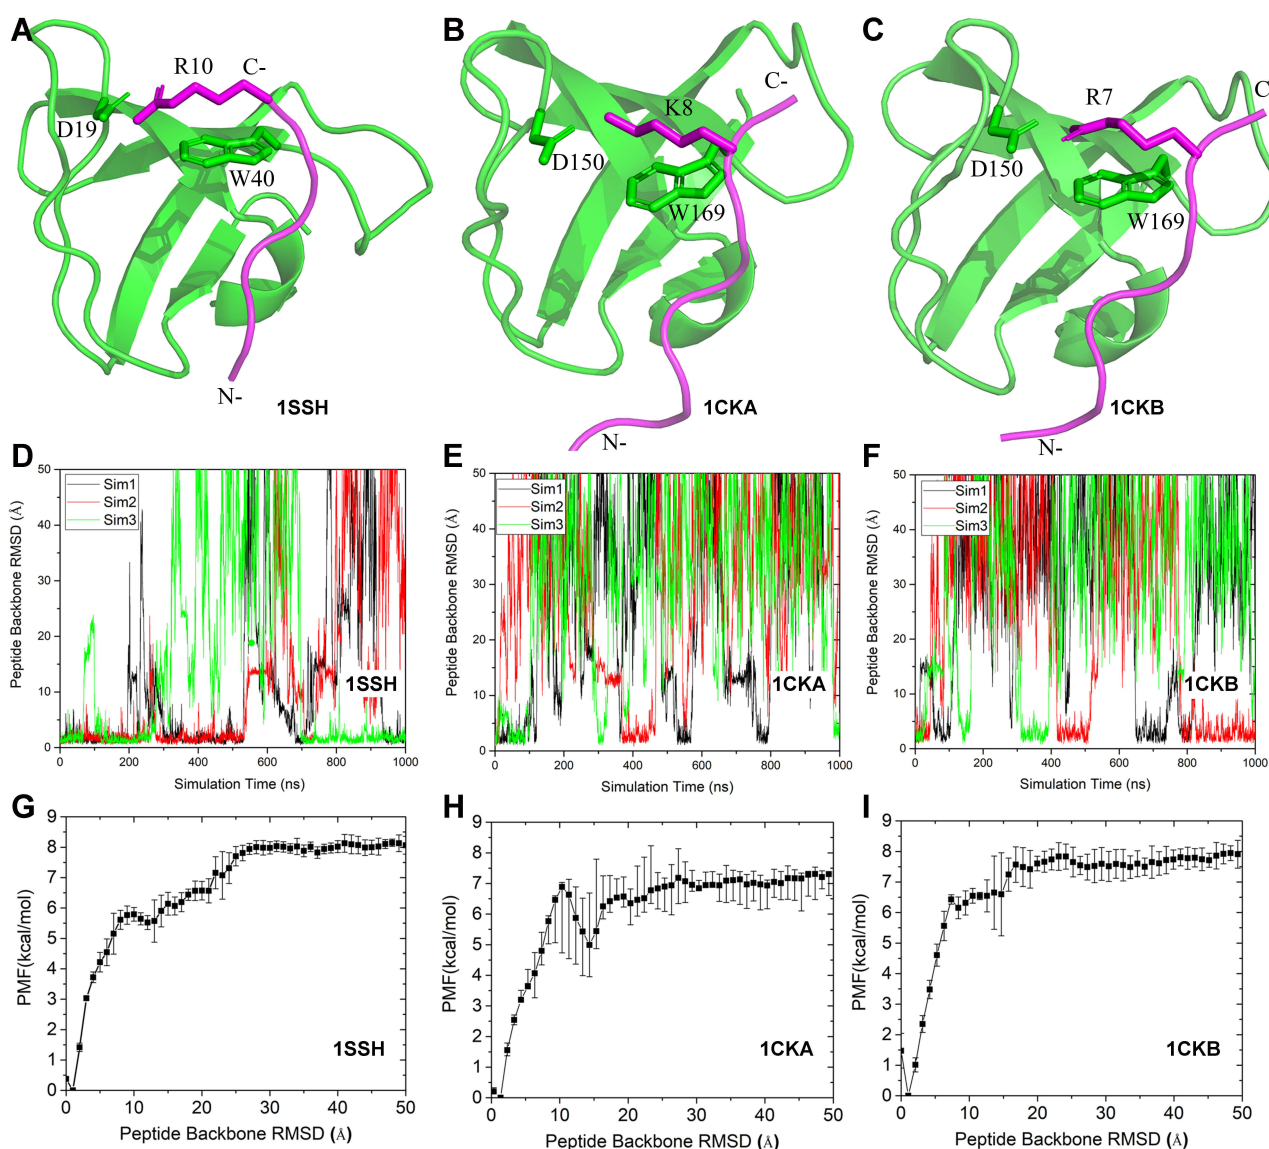 A
R10
C-
D19
W40
N-
1SSH
B
C-
K8
D150
W169
N-
1CKA
C
R7
C
D150
W169
N-
1CKB
D
Peptide Backbone RMSD (Å)
50
40
30
20
10
0
Sim1
Sim2
Sim3
1SSH
0
200
400
600
800
1000
Simulation Time (ns)
E
Peptide Backbone RMSD (Å)
50
40
30
20
10
0
Sim1
Sim2
Sim3
1CKA
0
200
400
600
800
1000
Simulation Time (ns)
F
Peptide Backbone RMSD (Å)
50
40
30
20
10
0
Sim1
Sim2
Sim3
1CKB
0
200
400
600
800
1000
Simulation Time (ns)
G
PMF(kcal/mol)
9
8
7
6
5
4
3
2
1
0
1SSH
0
10
20
30
40
50
Peptide Backbone RMSD (Å)
H
PMF(kcal/mol)
9
8
7
6
5
4
3
2
1
0
1CKA
0
10
20
30
40
50
Peptide Backbone RMSD (Å)
I
PMF(kcal/mol)
9
8
7
6
5
4
3
2
1
0
1CKB
0
10
20
30
40
50
Peptide Backbone RMSD (Å)